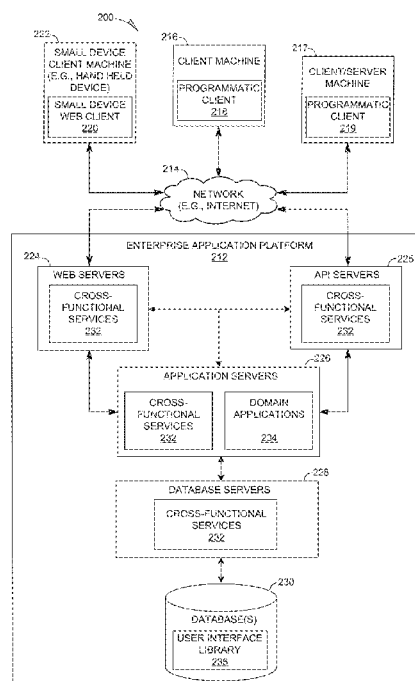 200
222
SMALL DEVICE
CLIENT MACHINE
(E.G., HAND HELD
DEVICE)
SMALL DEVICE
WEB CLIENT
220
216
CLIENT MACHINE
PROGRAMMATIC
CLIENT
218
217
CLIENT/SERVER
MACHINE
PROGRAMMATIC
CLIENT
219
214
NETWORK
(E.G., INTERNET)
ENTERPRISE APPLICATION PLATFORM
212
224
WEB SERVERS
CROSS-
FUNCTIONAL
SERVICES
232
225
API SERVERS
CROSS-
FUNCTIONAL
SERVICES
232
226
APPLICATION SERVERS
CROSS-
FUNCTIONAL
SERVICES
232
DOMAIN
APPLICATIONS
234
228
DATABASE SERVERS
CROSS-FUNCTIONAL
SERVICES
232
230
DATABASE(S)
USER INTERFACE
LIBRARY
236